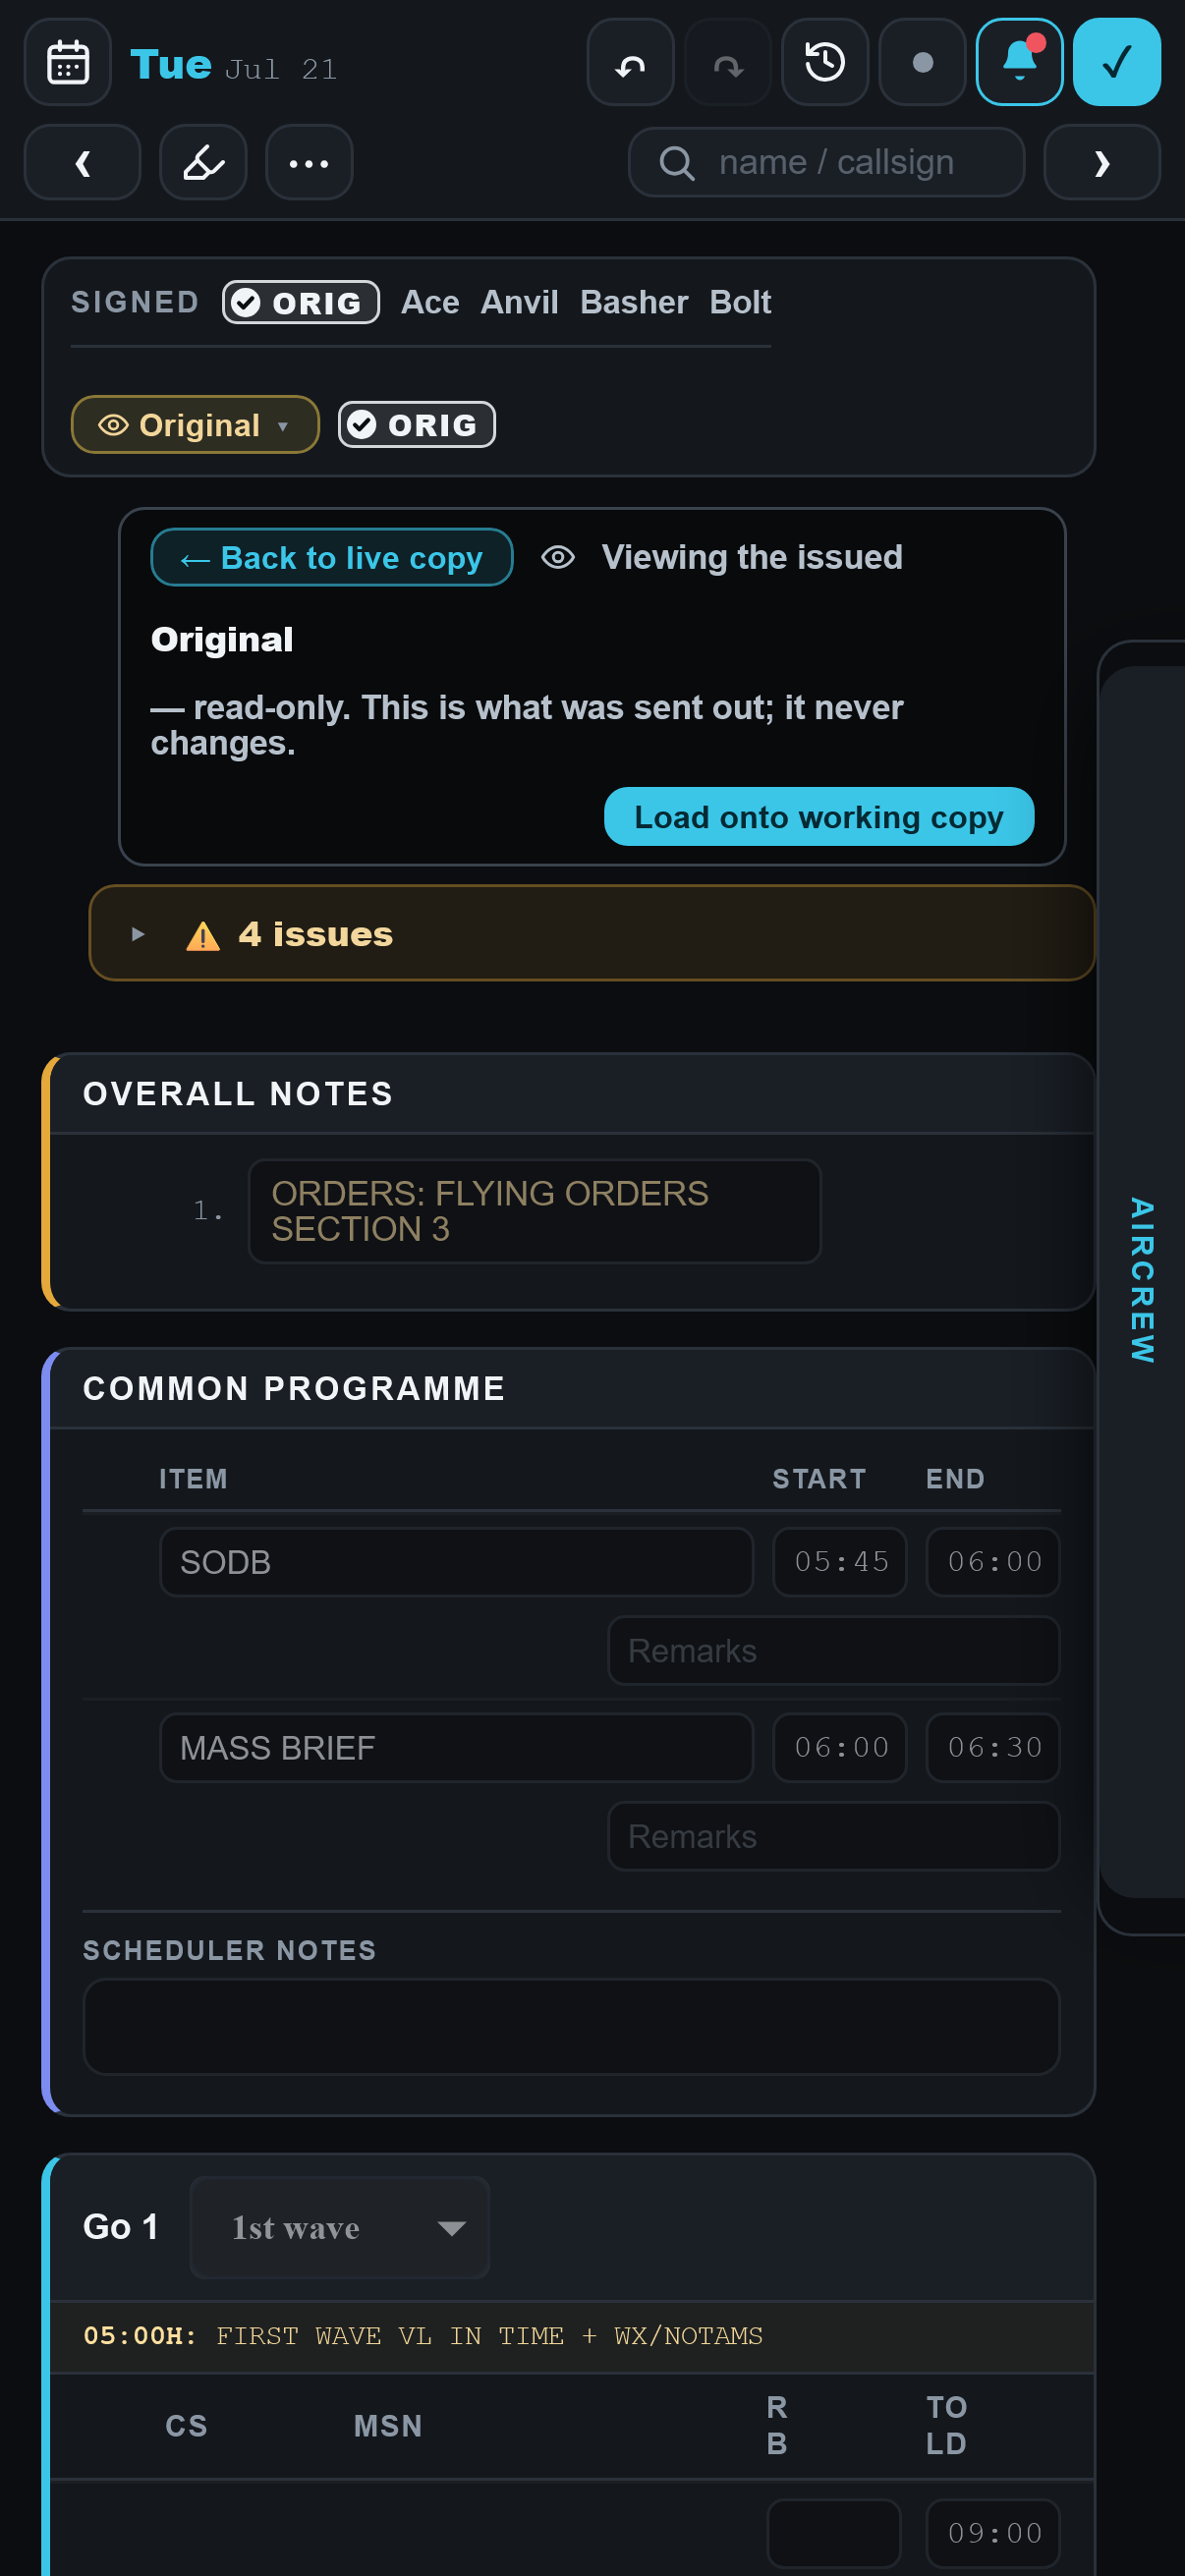 Tue Jul 21
name / callsign
SIGNED ORIG Ace Anvil Basher Bolt
Original ORIG
← Back to live copy Viewing the issued
Original
— read-only. This is what was sent out; it never
changes.
Load onto working copy
4 issues
AIRCREW
OVERALL NOTES
1. ORDERS: FLYING ORDERS
SECTION 3
COMMON PROGRAMME
ITEM START END
SODB 05:45 06:00
Remarks
MASS BRIEF 06:00 06:30
Remarks
SCHEDULER NOTES
Go 1 1st wave
05:00H: FIRST WAVE VL IN TIME + WX/NOTAMS
CS MSN R B TO LD
09:00